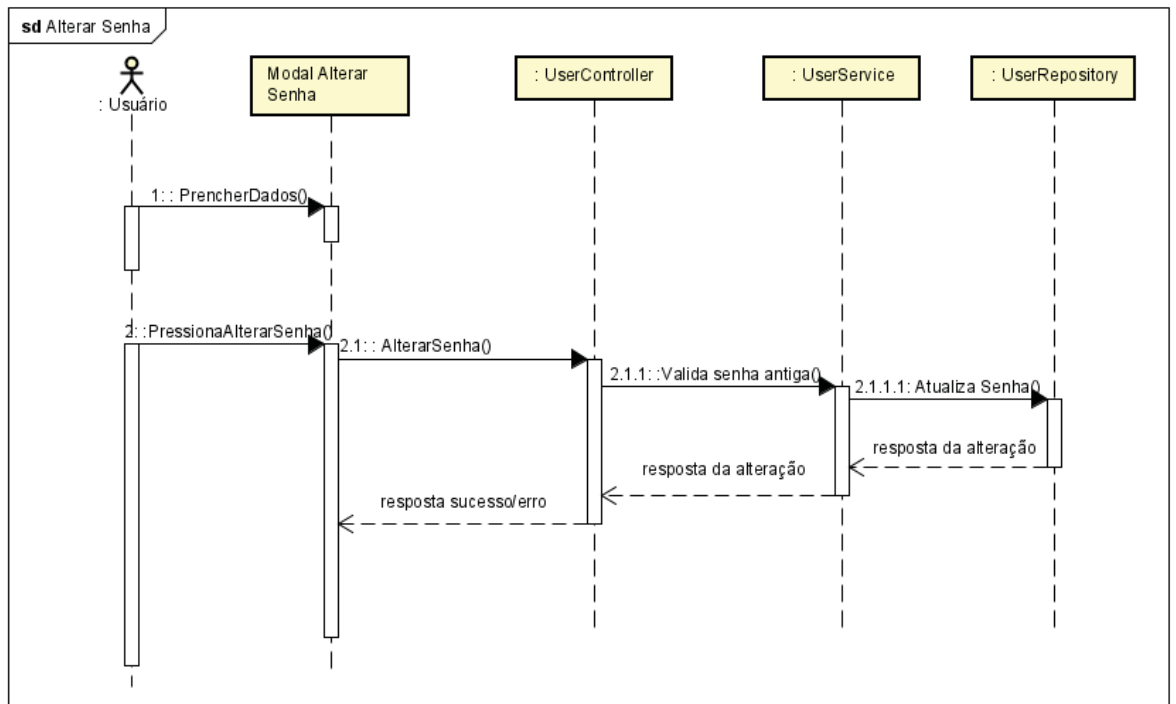 sd Alterar Senha
: Usuário
Modal Alterar
Senha
: UserController
: UserService
: UserRepository
1: : PrencherDados()
2: :PressionaAlterarSenha()
2.1: : AlterarSenha()
2.1.1: :Valida senha antiga()
2.1.1.1: Atualiza Senha()
resposta da alteração
resposta da alteração
resposta sucesso/erro